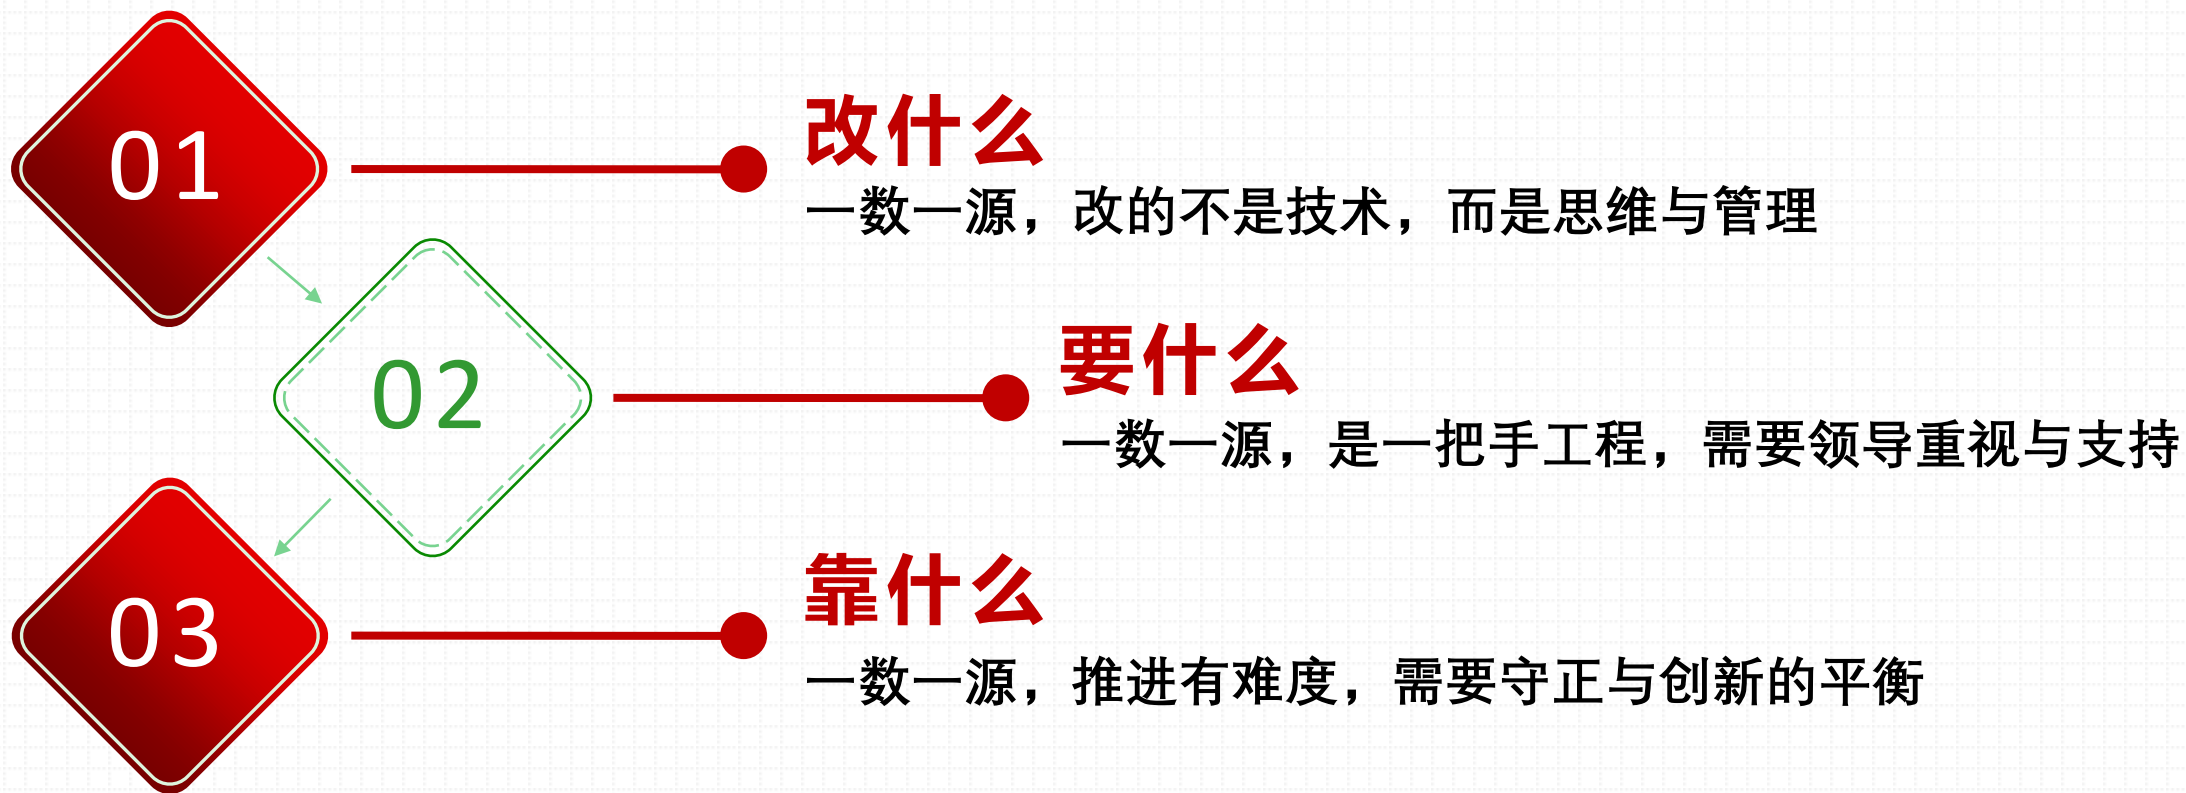 01
改什么
一数一源，改的不是技术，而是思维与管理
02
要什么
一数一源，是一把手工程，需要领导重视与支持
03
靠什么
一数一源，推进有难度，需要守正与创新的平衡